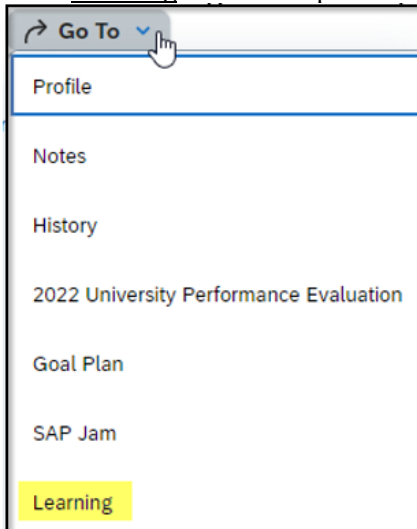 Go To
Profile
Notes
History
2022 University Performance Evaluation
Goal Plan
SAP Jam
Learning